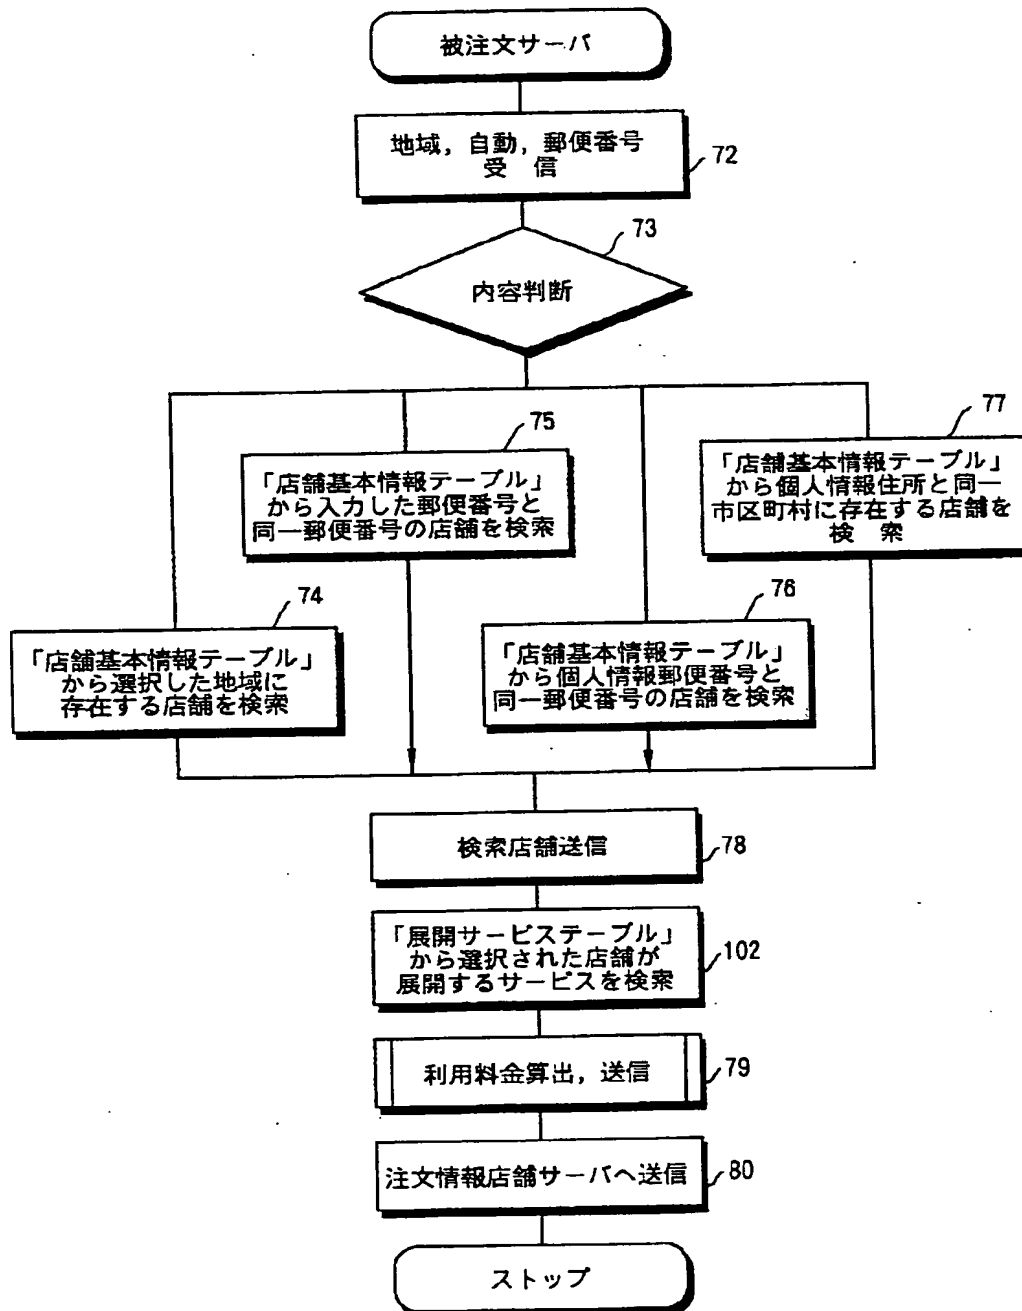 被注文サーバ
地域，自動，郵便番号
受　信
72
73
内容判断
75
「店舗基本情報テーブル」
から入力した郵便番号と
同一郵便番号の店舗を検索
77
「店舗基本情報テーブル」
から個人情報住所と同一
市区町村に存在する店舗を
検　索
74
「店舗基本情報テーブル」
から選択した地域に
存在する店舗を検索
76
「店舗基本情報テーブル」
から個人情報郵便番号と
同一郵便番号の店舗を検索
検索店舗送信
78
「展開サービステーブル」
から選択された店舗が
展開するサービスを検索
102
利用料金算出，送信
79
注文情報店舗サーバへ送信
80
ストップ